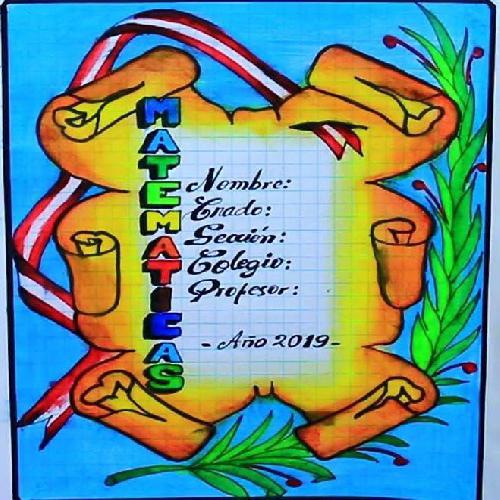 MATEMATICAS
Nombre:
Grado:
Sección:
Colegio:
Profesor:
- Año 2019 -